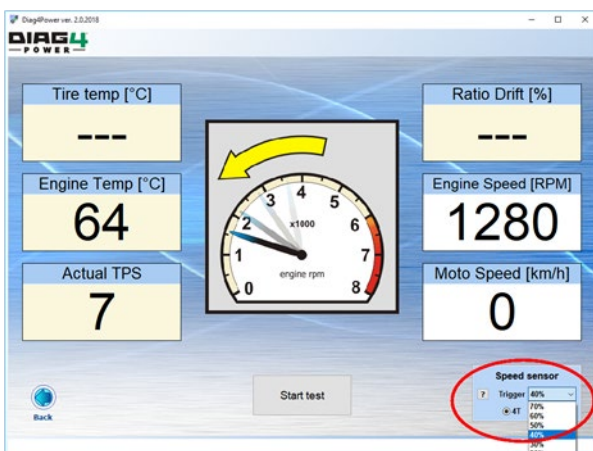 Diag4Power ver. 2.0.2018
DIAG4
POWER
Tire temp [°C]
---
Ratio Drift [%]
---
Engine Temp [°C]
64
Engine Speed [RPM]
1280
Actual TPS
7
Moto Speed [km/h]
0
0 1 2 3 4 5 6 7 8
x1000
engine rpm
Start test
Back
Speed sensor
? Trigger 40%
4T
70%
60%
50%
40%
30%